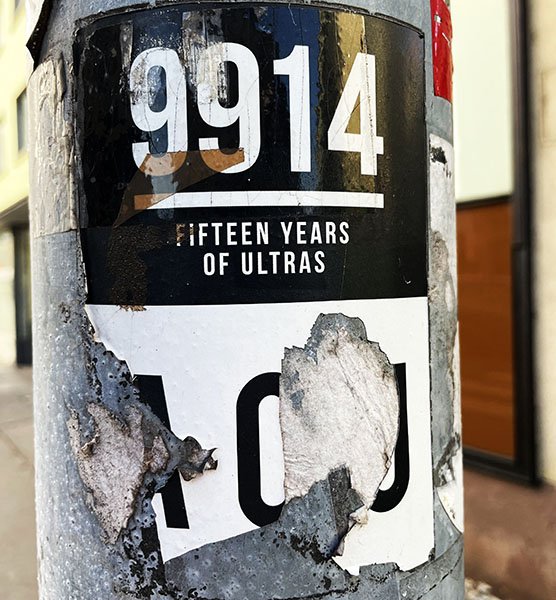 9914
FIFTEEN YEARS
OF ULTRAS